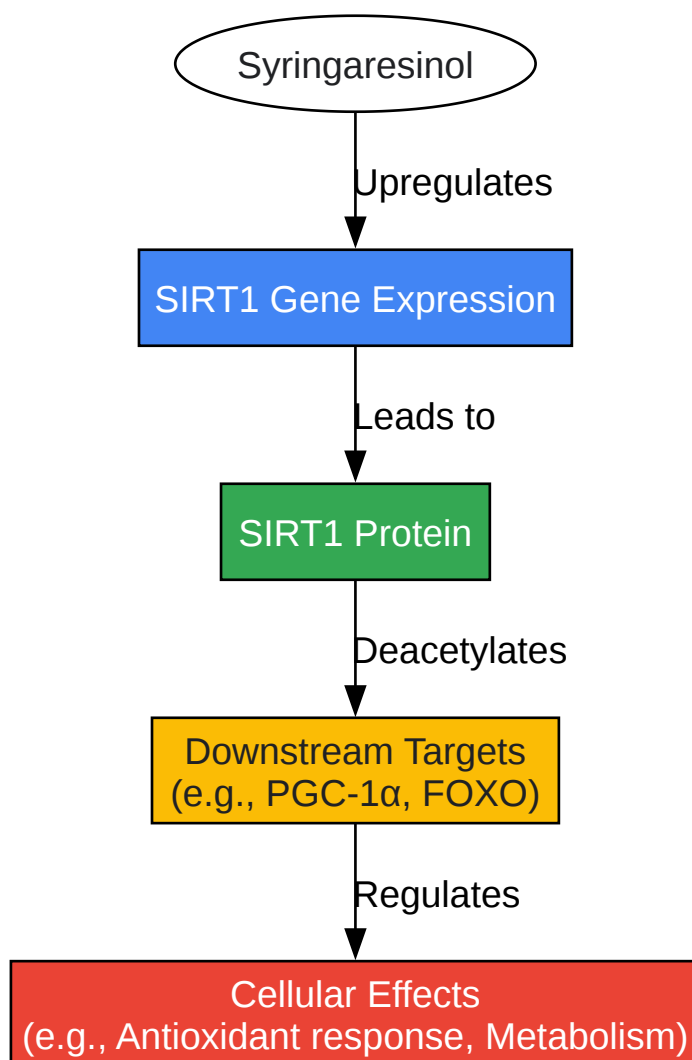 Syringaresinol
Upregulates
SIRT1 Gene Expression
Leads to
SIRT1 Protein
Deacetylates
Downstream Targets
(e.g., PGC-1α, FOXO)
Regulates
Cellular Effects
(e.g., Antioxidant response, Metabolism)